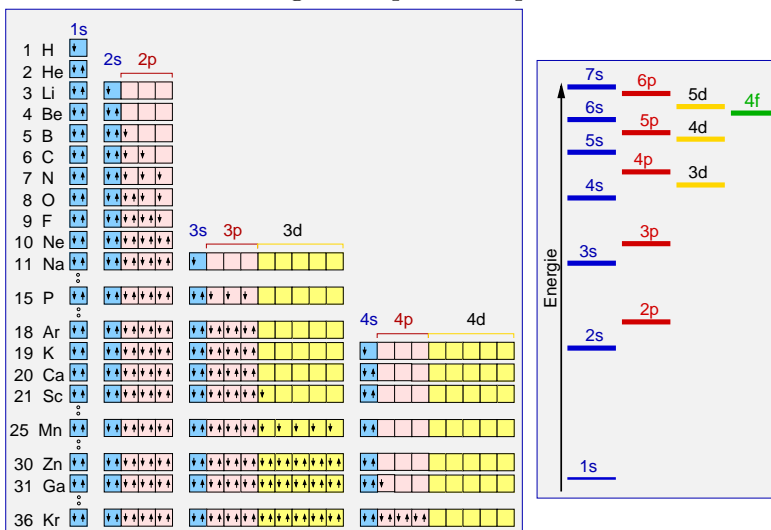 1s
1 H
2s 2p
2 He
3 Li
4 Be
5 B
6 C
7 N
8 O
9 F
3s 3p 3d
10 Ne
11 Na
15 P
4s 4p 4d
18 Ar
19 K
20 Ca
21 Sc
25 Mn
30 Zn
31 Ga
36 Kr
7s 6p
5d 4f
6s 5p 4d
5s 4p 3d
4s
3p
3s
2p
2s
1s
Energie